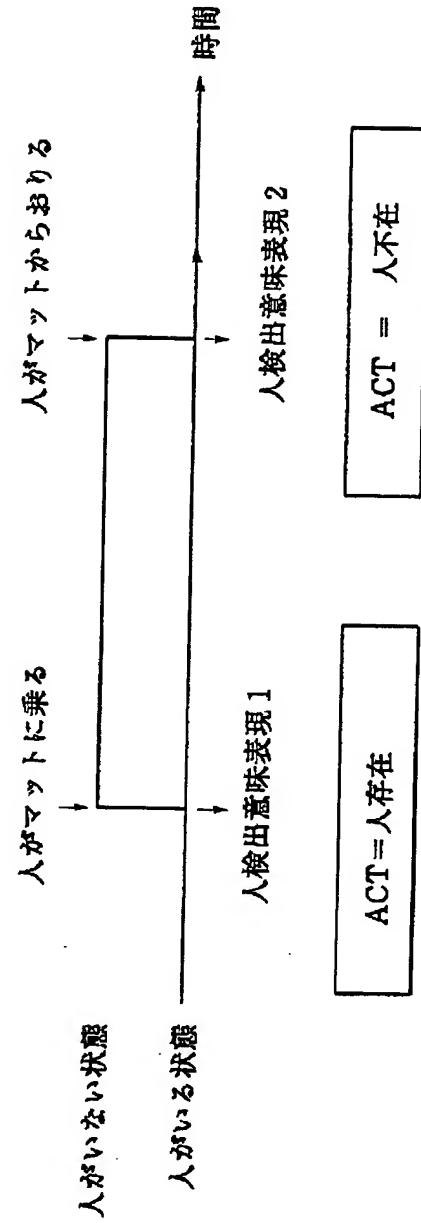 人がマットに乗る
人がマットからおりる
人がいない状態
人がいる状態
時間
人検出意味表現1
人検出意味表現2
ACT=人存在
ACT = 人不在